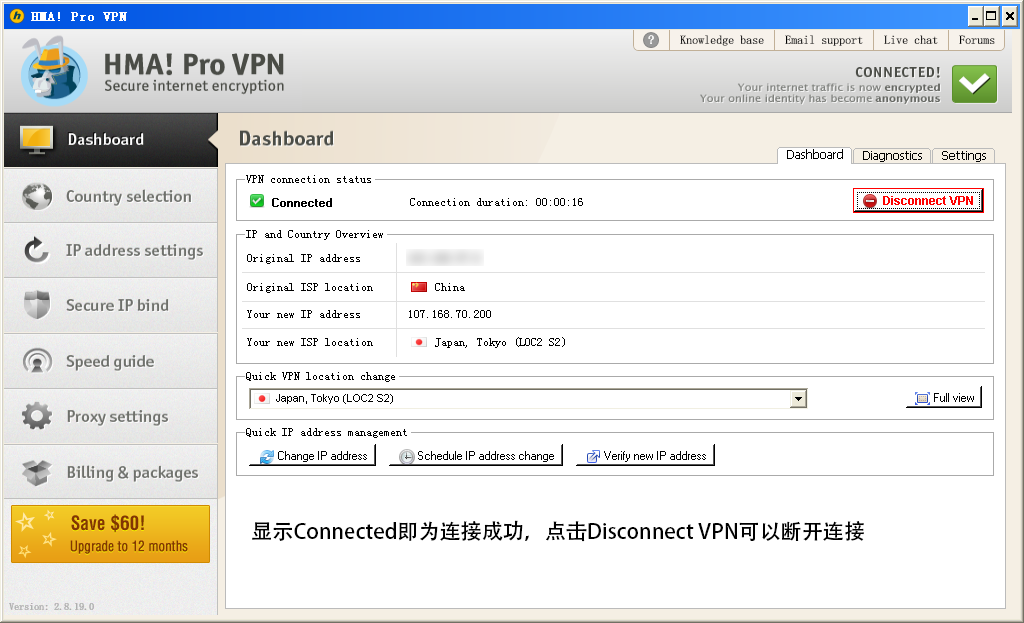 HMA! Pro VPN
? Knowledge base Email support Live chat Forums
HMA! Pro VPN
Secure internet encryption
CONNECTED!
Your internet traffic is now encrypted
Your online identity has become anonymous
Dashboard
Country selection
IP address settings
Secure IP bind
Speed guide
Proxy settings
Billing & packages
Save $60!
Upgrade to 12 months
Version: 2.8.19.0
Dashboard
Dashboard Diagnostics Settings
VPN connection status
Connected Connection duration: 00:00:16 Disconnect VPN
IP and Country Overview
Original IP address
Original ISP location China
Your new IP address 107.168.70.200
Your new ISP location Japan, Tokyo (LOC2 S2)
Quick VPN location change
Japan, Tokyo (LOC2 S2) Full view
Quick IP address management
Change IP address Schedule IP address change Verify new IP address
显示Connected即为连接成功，点击Disconnect VPN可以断开连接